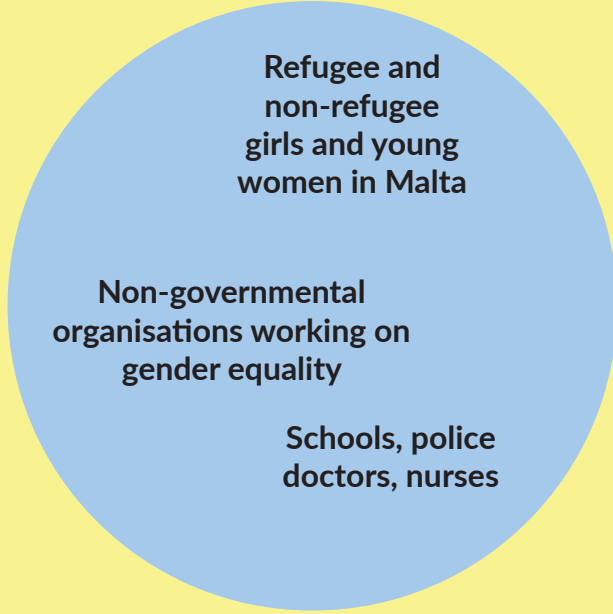 Refugee and
non-refugee
girls and young
women in Malta
Non-governmental
organisations working on
gender equality
Schools, police
doctors, nurses